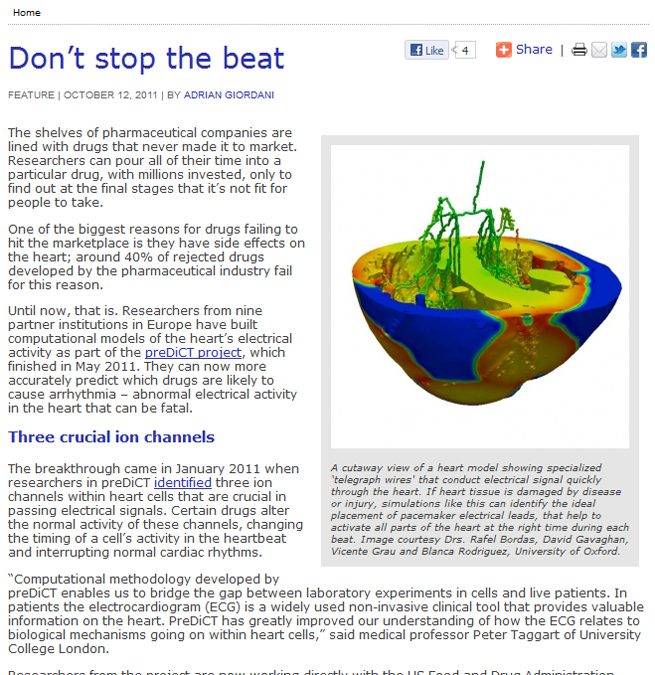 Home
Don’t stop the beat
Like
4
Share |
FEATURE | OCTOBER 12, 2011 | BY ADRIAN GIORDANI
The shelves of pharmaceutical companies are
lined with drugs that never made it to market.
Researchers can pour all of their time into a
particular drug, with millions invested, only to
find out at the final stages that it’s not fit for
people to take.
One of the biggest reasons for drugs failing to
hit the marketplace is they have side effects on
the heart; around 40% of rejected drugs
developed by the pharmaceutical industry fail
for this reason.
Until now, that is. Researchers from nine
partner institutions in Europe have built
computational models of the heart’s electrical
activity as part of the preDiCT project, which
finished in May 2011. They can now more
accurately predict which drugs are likely to
cause arrhythmia – abnormal electrical activity
in the heart that can be fatal.
Three crucial ion channels
The breakthrough came in January 2011 when
researchers in preDiCT identified three ion
channels within heart cells that are crucial in
passing electrical signals. Certain drugs alter
the normal activity of these channels, changing
the timing of a cell’s activity in the heartbeat
and interrupting normal cardiac rhythms.
A cutaway view of a heart model showing specialized
'telegraph wires' that conduct electrical signal quickly
through the heart. If heart tissue is damaged by disease
or injury, simulations like this can identify the ideal
placement of pacemaker electrical leads, that help to
activate all parts of the heart at the right time during each
beat. Image courtesy Drs. Rafel Bordas, David Gavaghan,
Vicente Grau and Blanca Rodriguez, University of Oxford.
“Computational methodology developed by
preDiCT enables us to bridge the gap between laboratory experiments in cells and live patients. In
patients the electrocardiogram (ECG) is a widely used non-invasive clinical tool that provides valuable
information on the heart. PreDiCT has greatly improved our understanding of how the ECG relates to
biological mechanisms going on within heart cells,” said medical professor Peter Taggart of University
College London.
Researchers from the project are now working directly with the US Food and Drug Administration